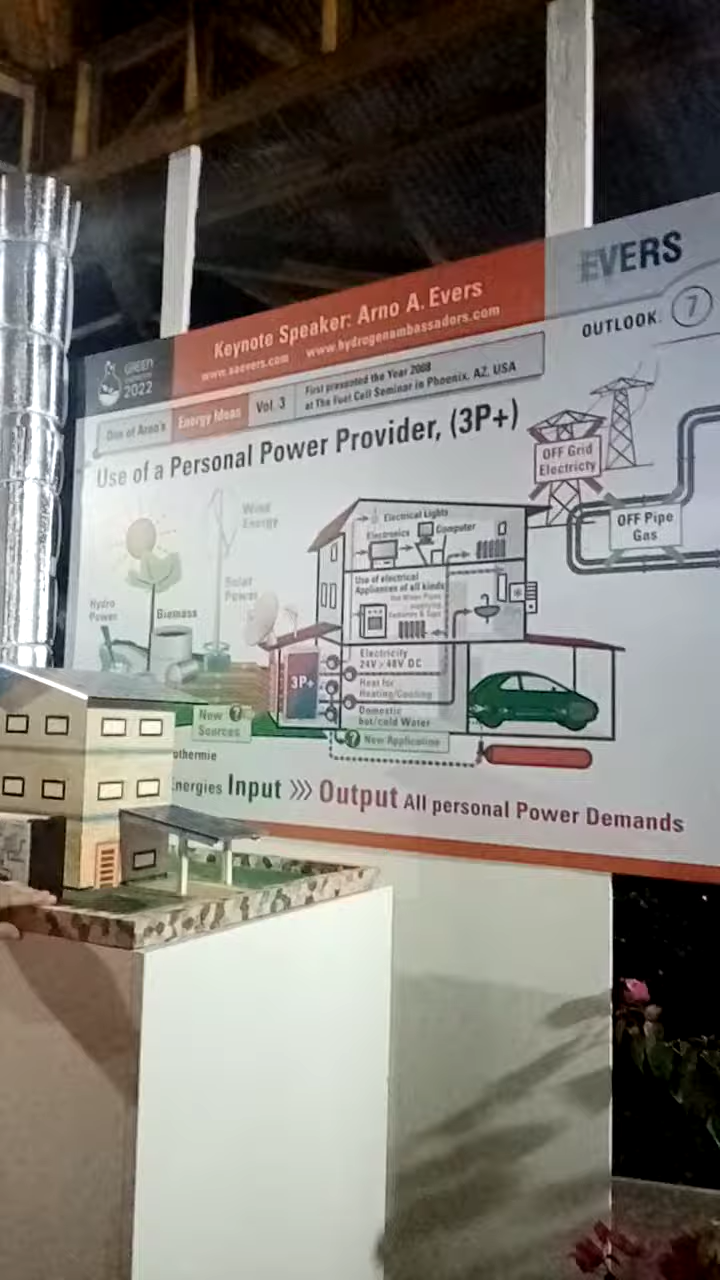 EVERS
Keynote Speaker: Arno A. Evers
www.aaevers.com www.hydrogenambassadors.com
OUTLOOK 7
GREEN
2022
One of Arno's Energy Ideas Vol. 3
First presented the Year 2008
at The Fuel Cell Seminar in Phoenix, AZ, USA
Use of a Personal Power Provider, (3P+)
OFF Grid
Electricty
OFF Pipe
Gas
Wind
Energy
Solar
Power
Hydro
Power
Biomass
Electrical Lights
Electronics
Computer
Use of electrical
Appliances of all kinds
3P+
Electricity
24V > 48V DC
Heat for
Heating/Cooling
Domestic
hot/cold Water
New ?
Sources
? New Application
othermie
Energies Input >>> Output All personal Power Demands